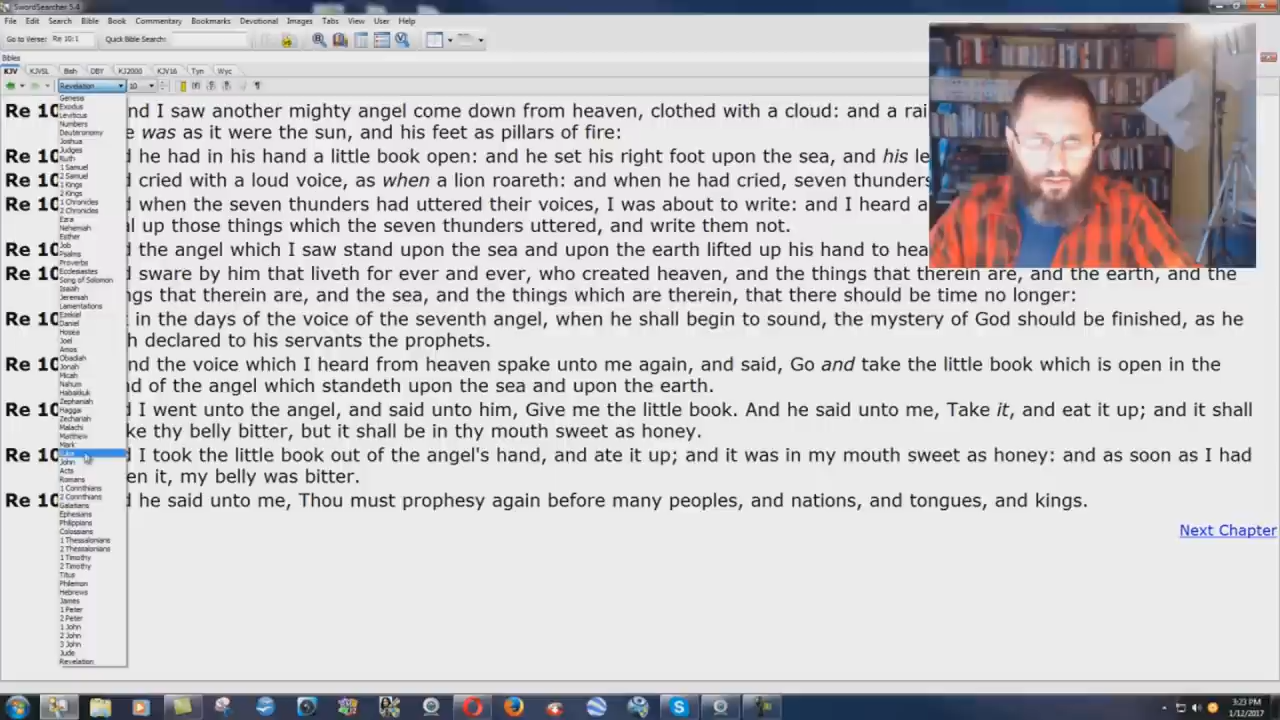 SwordSearcher 5.4
File Edit Search Bible Book Commentary Bookmarks Devotional Images Tabs View User Help
Go to Verse: Re 10:1 Quick Bible Search:
Bibles
KJV KJVSL Bish DBY KJ2000 KJV16 Tyn Wyc
Revelation 10
Genesis
Exodus
Leviticus
Numbers
Deuteronomy
Joshua
Judges
Ruth
1 Samuel
2 Samuel
1 Kings
2 Kings
1 Chronicles
2 Chronicles
Ezra
Nehemiah
Esther
Job
Psalms
Proverbs
Ecclesiastes
Song of Solomon
Isaiah
Jeremiah
Lamentations
Ezekiel
Daniel
Hosea
Joel
Amos
Obadiah
Jonah
Micah
Nahum
Habakkuk
Zephaniah
Haggai
Zechariah
Malachi
Matthew
Mark
Luke
John
Acts
Romans
1 Corinthians
2 Corinthians
Galatians
Ephesians
Philippians
Colossians
1 Thessalonians
2 Thessalonians
1 Timothy
2 Timothy
Titus
Philemon
Hebrews
James
1 Peter
2 Peter
1 John
2 John
3 John
Jude
Revelation
Re 10 nd I saw another mighty angel come down from heaven, clothed with a cloud: and a rai
e was as it were the sun, and his feet as pillars of fire:
Re 10 d he had in his hand a little book open: and he set his right foot upon the sea, and his le
Re 10 d cried with a loud voice, as when a lion roareth: and when he had cried, seven thunders
Re 10 d when the seven thunders had uttered their voices, I was about to write: and I heard a
al up those things which the seven thunders uttered, and write them not.
Re 10 d the angel which I saw stand upon the sea and upon the earth lifted up his hand to hea
Re 10 d sware by him that liveth for ever and ever, who created heaven, and the things that therein are, and the earth, and the
ngs that therein are, and the sea, and the things which are therein, that there should be time no longer:
Re 10 t in the days of the voice of the seventh angel, when he shall begin to sound, the mystery of God should be finished, as he
h declared to his servants the prophets.
Re 10 nd the voice which I heard from heaven spake unto me again, and said, Go and take the little book which is open in the
nd of the angel which standeth upon the sea and upon the earth.
Re 10 d I went unto the angel, and said unto him, Give me the little book. And he said unto me, Take it, and eat it up; and it shall
ke thy belly bitter, but it shall be in thy mouth sweet as honey.
Re 10 d I took the little book out of the angel's hand, and ate it up; and it was in my mouth sweet as honey: and as soon as I had
en it, my belly was bitter.
Re 10 d he said unto me, Thou must prophesy again before many peoples, and nations, and tongues, and kings.
Next Chapter
3:23 PM
1/12/2017